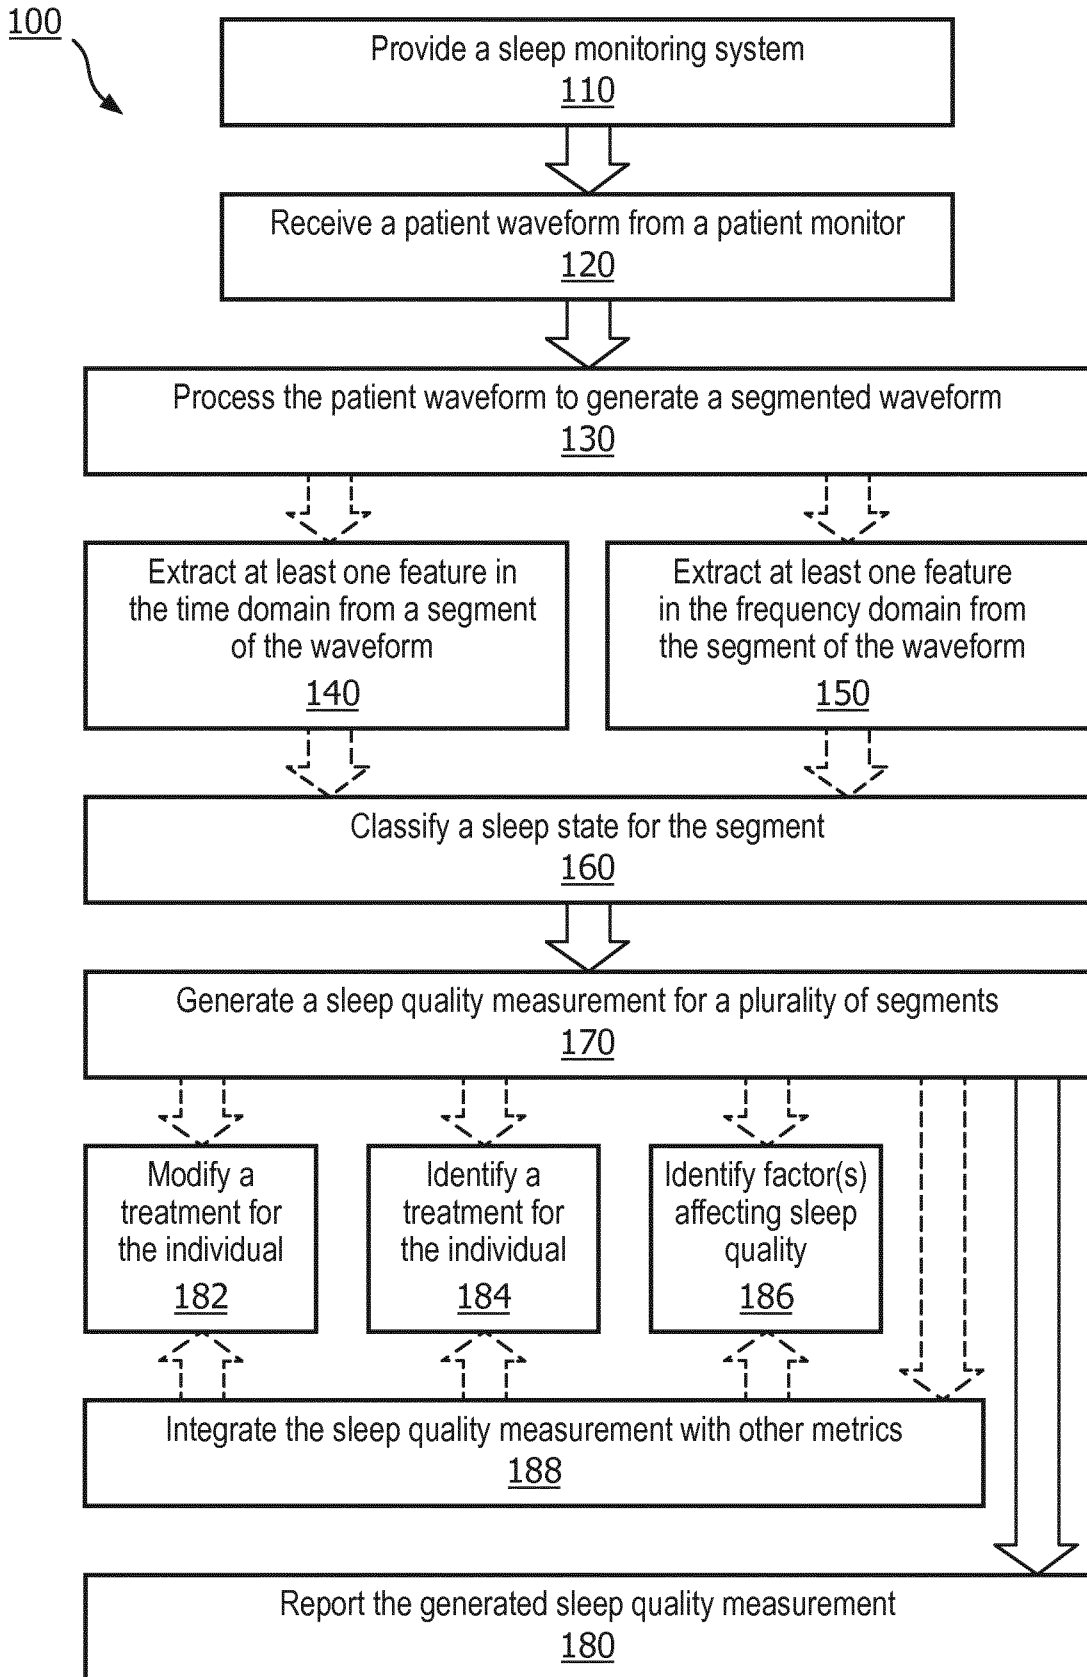 100
Provide a sleep monitoring system
110
Receive a patient waveform from a patient monitor
120
Process the patient waveform to generate a segmented waveform
130
Extract at least one feature in
the time domain from a segment
of the waveform
140
Extract at least one feature
in the frequency domain from
the segment of the waveform
150
Classify a sleep state for the segment
160
Generate a sleep quality measurement for a plurality of segments
170
Modify a
treatment for
the individual
182
Identify a
treatment for
the individual
184
Identify factor(s)
affecting sleep
quality
186
Integrate the sleep quality measurement with other metrics
188
Report the generated sleep quality measurement
180